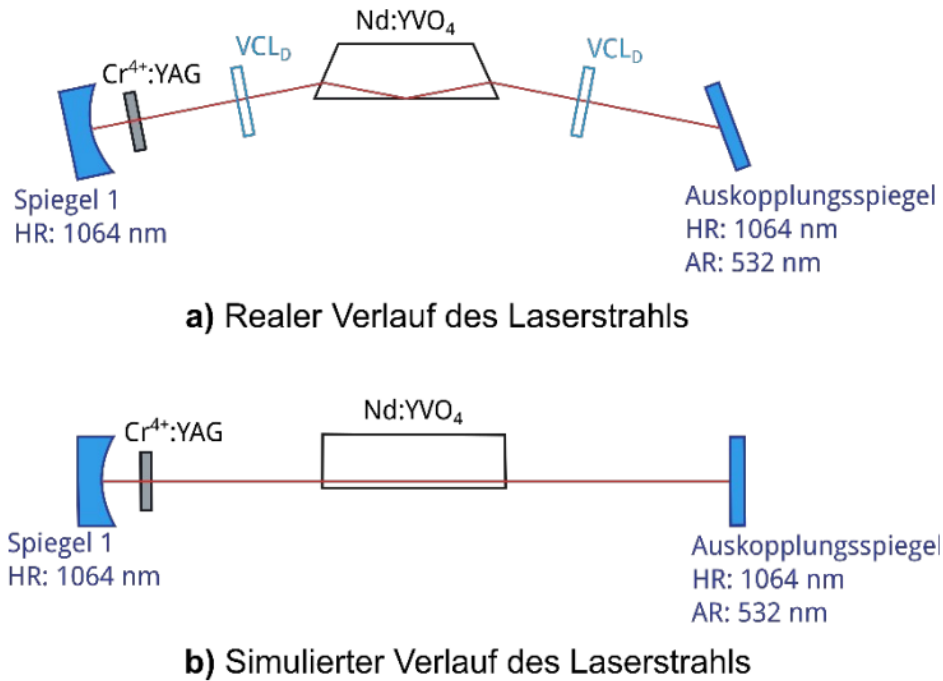 Nd:YVO₄
VCL_D
VCL_D
Cr⁴⁺:YAG
Spiegel 1
HR: 1064 nm
Auskopplungsspiegel
HR: 1064 nm
AR: 532 nm
a) Realer Verlauf des Laserstrahls
Nd:YVO₄
Cr⁴⁺:YAG
Spiegel 1
HR: 1064 nm
Auskopplungsspiegel
HR: 1064 nm
AR: 532 nm
b) Simulierter Verlauf des Laserstrahls